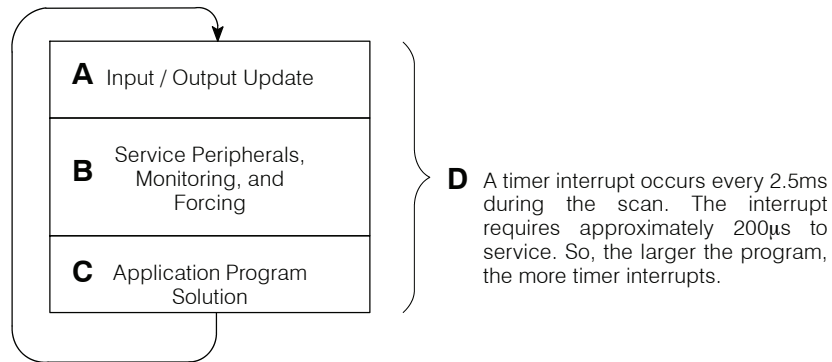 A Input / Output Update
B Service Peripherals,
Monitoring, and
Forcing
C Application Program
Solution
D A timer interrupt occurs every 2.5ms
during the scan. The interrupt
requires approximately 200μs to
service. So, the larger the program,
the more timer interrupts.